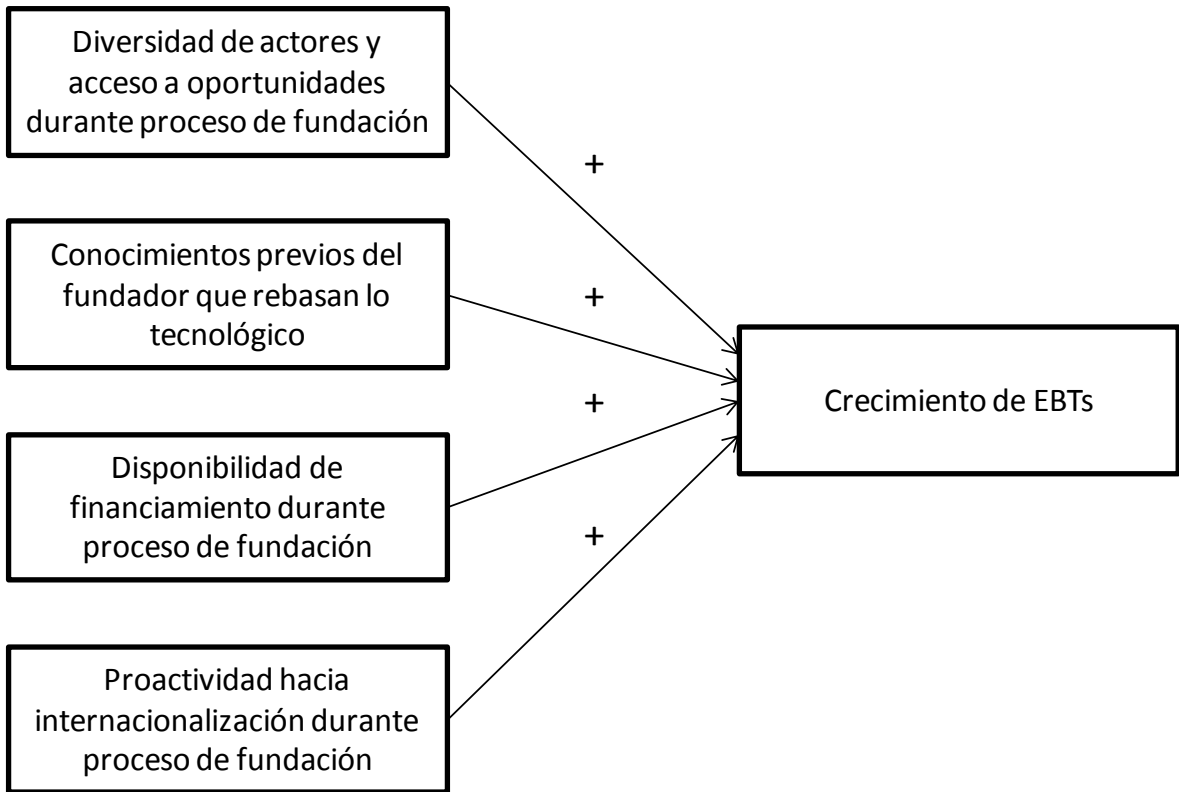 Diversidad de actores y
acceso a oportunidades
durante proceso de fundación
+
Conocimientos previos del
fundador que rebasan lo
tecnológico
+
Crecimiento de EBTs
+
Disponibilidad de
financiamiento durante
proceso de fundación
+
Proactividad hacia
internacionalización durante
proceso de fundación